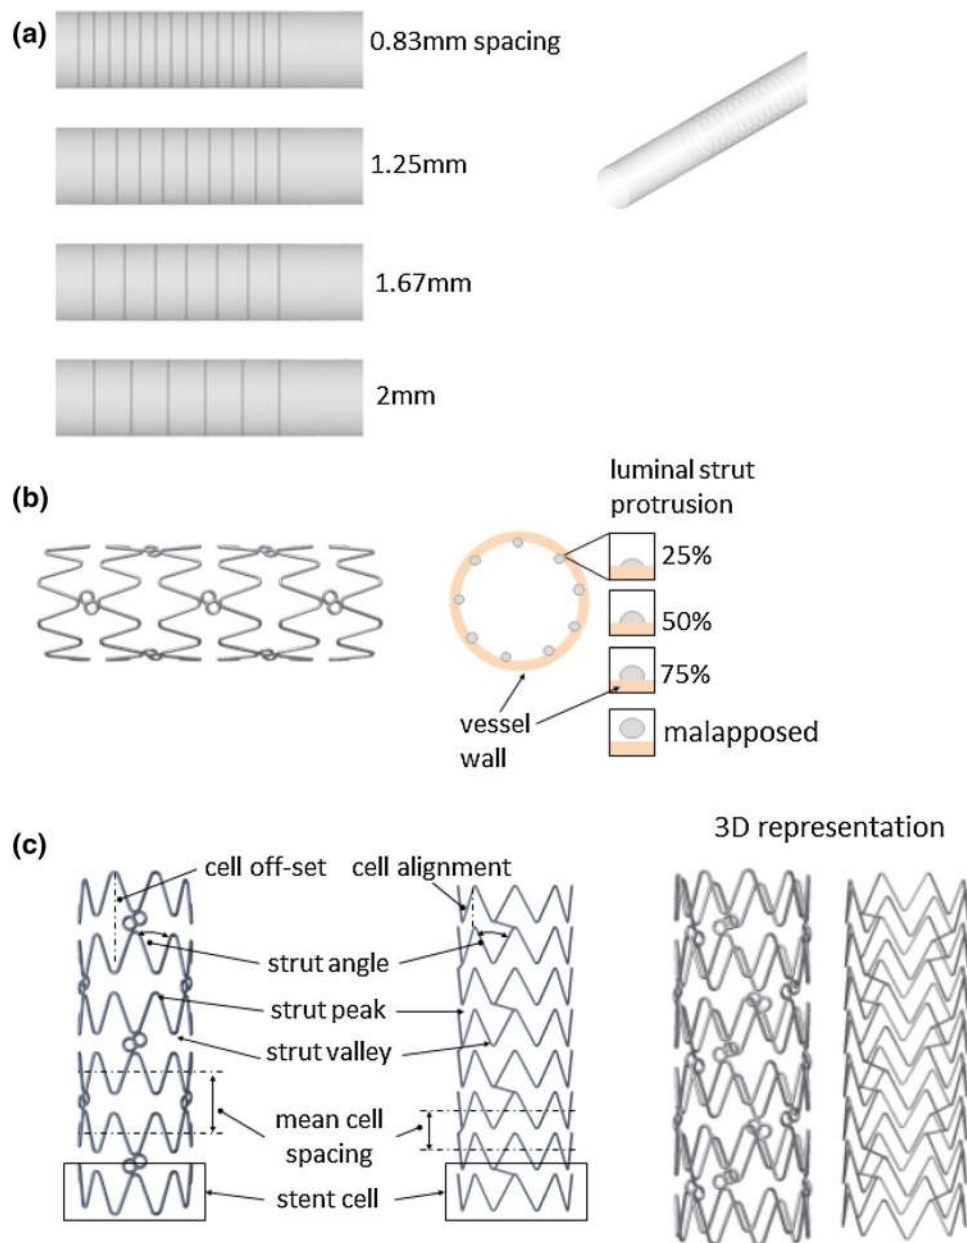 (a)
0.83mm spacing
1.25mm
1.67mm
2mm
(b)
luminal strut
protrusion
25%
50%
75%
malapposed
vessel
wall
(c)
3D representation
cell off-set
cell alignment
strut angle
strut peak
strut valley
mean cell
spacing
stent cell